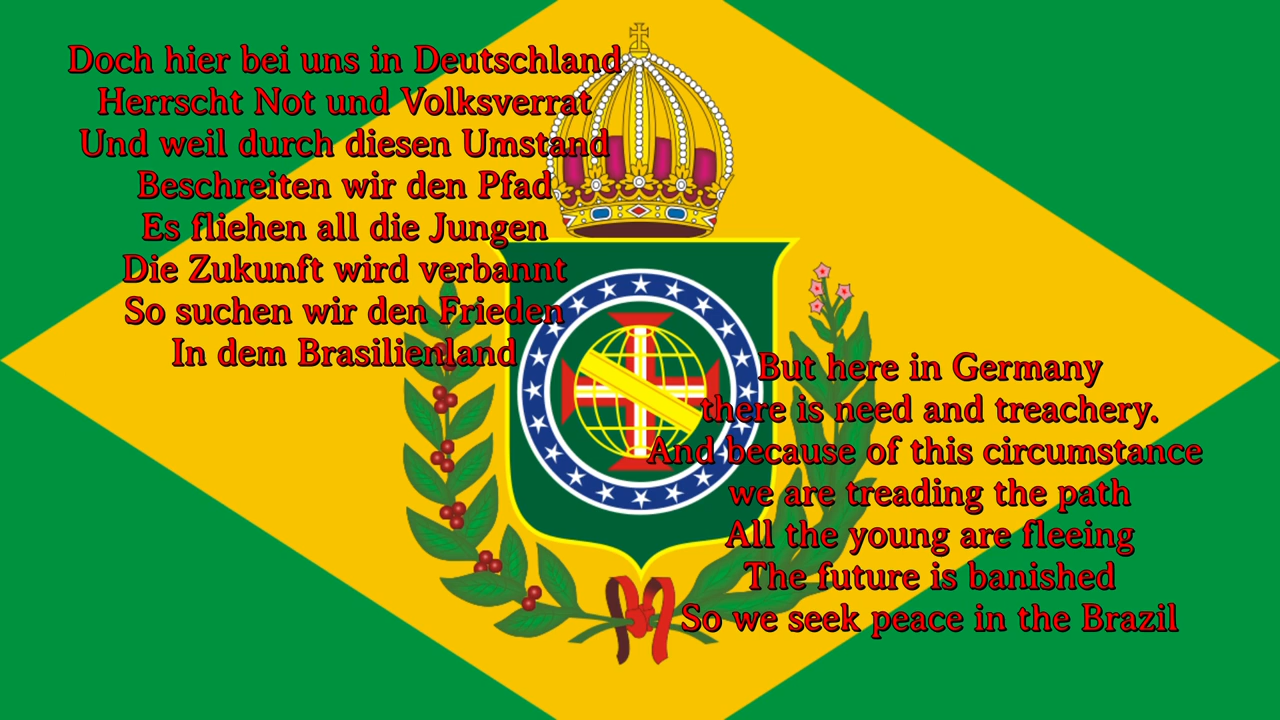 Doch hier bei uns in Deutschland
Herrscht Not und Volksverrat
Und weil durch diesen Umstand
Beschreiten wir den Pfad
Es fliehen all die Jungen
Die Zukunft wird verbannt
So suchen wir den Frieden
In dem Brasilienland
But here in Germany
there is need and treachery.
And because of this circumstance
we are treading the path
All the young are fleeing
The future is banished
So we seek peace in the Brazil